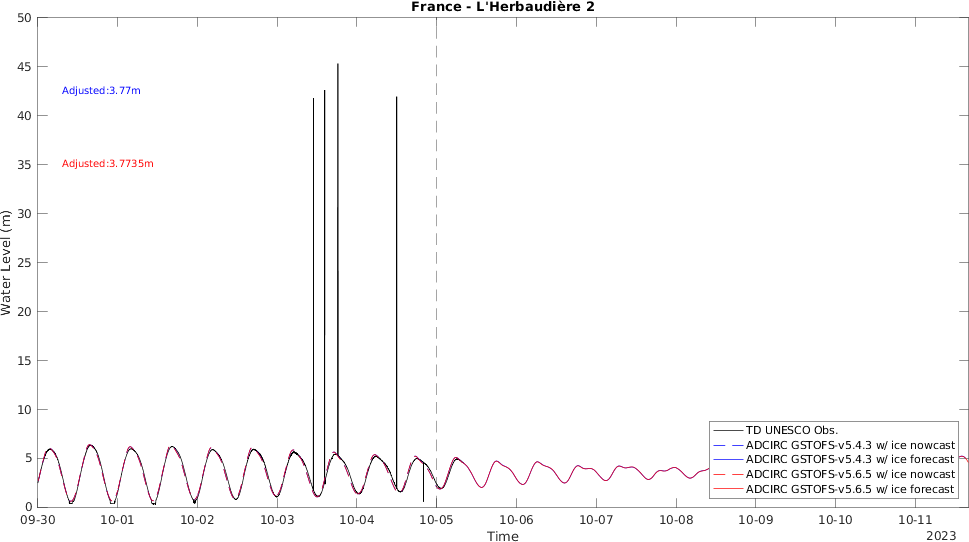 France - L'Herbaudière 2
50
45
40
35
30
25
20
15
10
5
0
Water Level (m)
Adjusted:3.77m
Adjusted:3.7735m
TD UNESCO Obs.
ADCIRC GSTOFS-v5.4.3 w/ ice nowcast
ADCIRC GSTOFS-v5.4.3 w/ ice forecast
ADCIRC GSTOFS-v5.6.5 w/ ice nowcast
ADCIRC GSTOFS-v5.6.5 w/ ice forecast
09-30 10-01 10-02 10-03 10-04 10-05 10-06 10-07 10-08 10-09 10-10 10-11
Time
2023